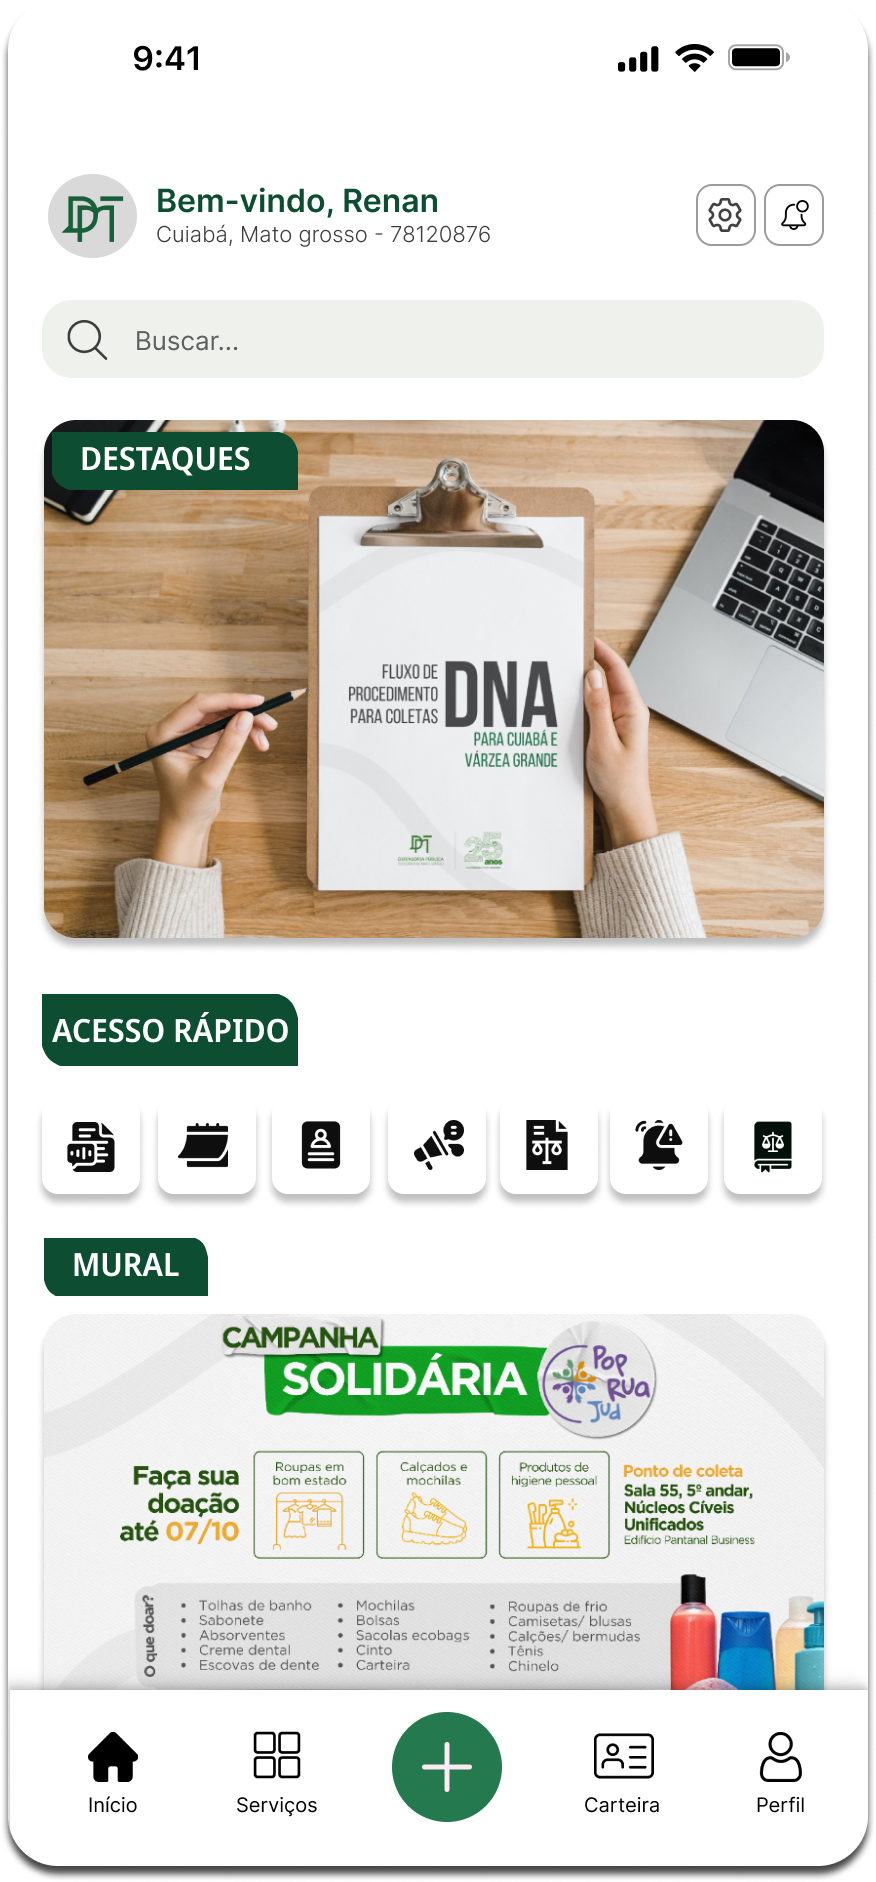 9:41
Bem-vindo, Renan
Cuiabá, Mato grosso - 78120876
Buscar...
DESTAQUES
FLUXO DE
PROCEDIMENTO
PARA COLETAS
DNA
PARA CUIABÁ E
VÁRZEA GRANDE
DEFENSORIA PÚBLICA
25
anos
ACESSO RÁPIDO
MURAL
CAMPANHA
SOLIDÁRIA
Pop
Rua
Jud
Faça sua
doação
até 07/10
Roupas em
bom estado
Calçados e
mochilas
Produtos de
higiene pessoal
Ponto de coleta
Sala 55, 5º andar,
Núcleos Cíveis
Unificados
Edifício Pantanal Business
O que doar?
• Tolhas de banho
• Sabonete
• Absorventes
• Creme dental
• Escovas de dente
• Mochilas
• Bolsas
• Sacolas ecobags
• Cinto
• Carteira
• Roupas de frio
• Camisetas/ blusas
• Calções/ bermudas
• Tênis
• Chinelo
Início
Serviços
Carteira
Perfil